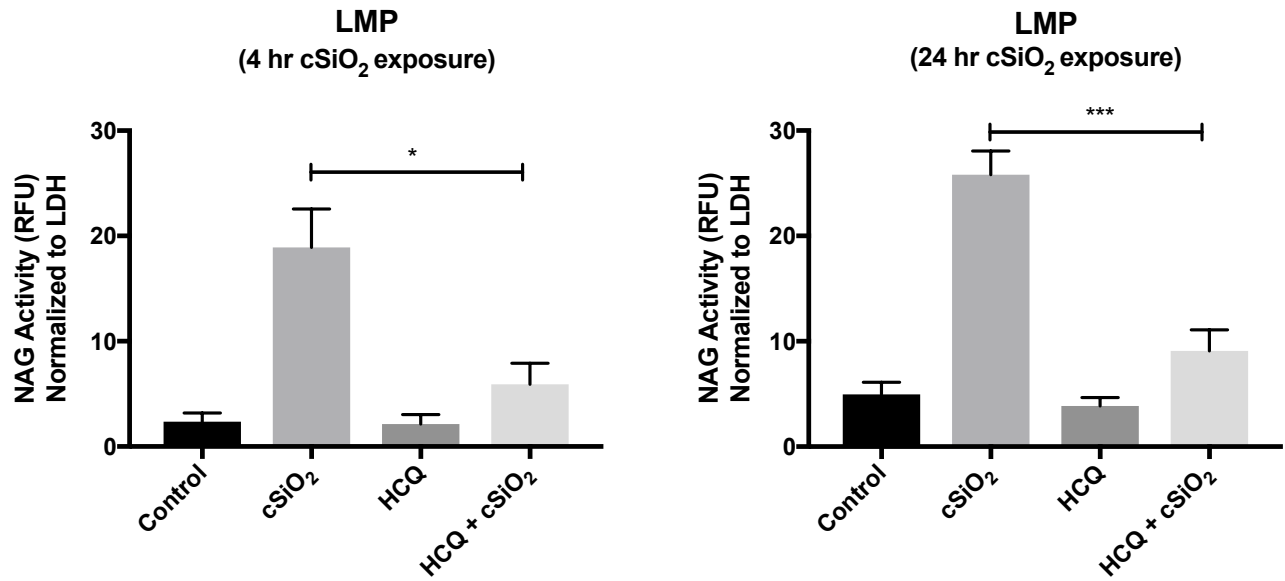 LMP
(4 hr cSiO₂ exposure)
NAG Activity (RFU)
Normalized to LDH
30
20
10
0
*
Control
cSiO₂
HCQ
HCQ + cSiO₂
LMP
(24 hr cSiO₂ exposure)
NAG Activity (RFU)
Normalized to LDH
30
20
10
0
***
Control
cSiO₂
HCQ
HCQ + cSiO₂